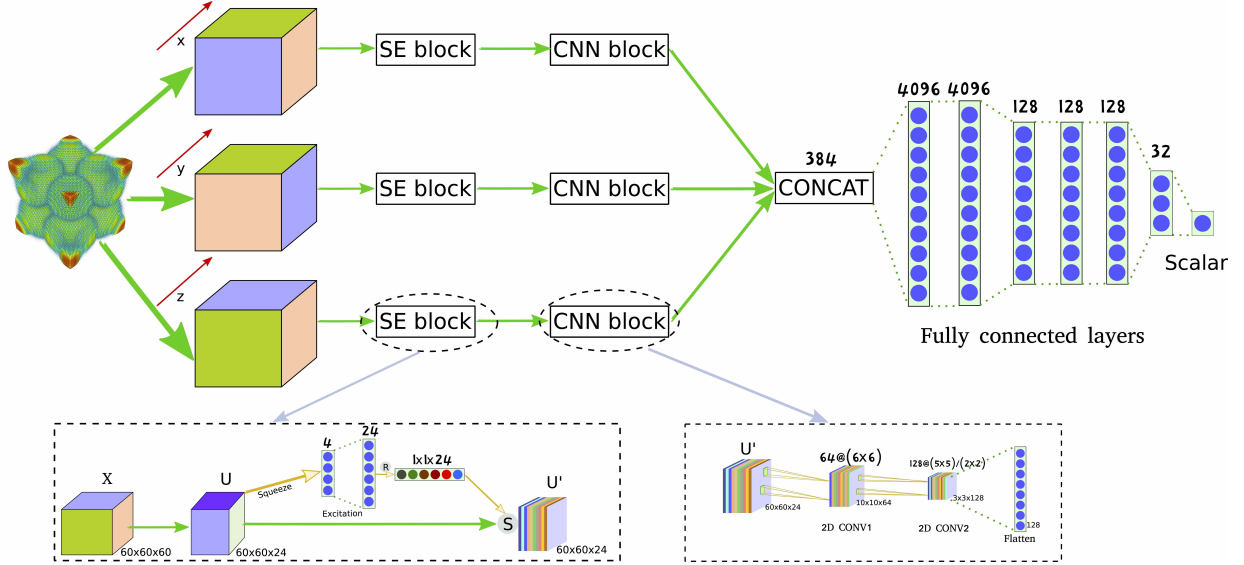 x
SE block
CNN block
y
SE block
CNN block
z
SE block
CNN block
384
CONCAT
4096
4096
128
128
128
32
Scalar
Fully connected layers
X
60x60x60
U
60x60x24
Squeeze
4
24
Excitation
R
1x1x24
S
U'
60x60x24
U'
60x60x24
64@(6x6)
10x10x64
2D CONV1
128@(5x5)/(2x2)
3x3x128
2D CONV2
128
Flatten